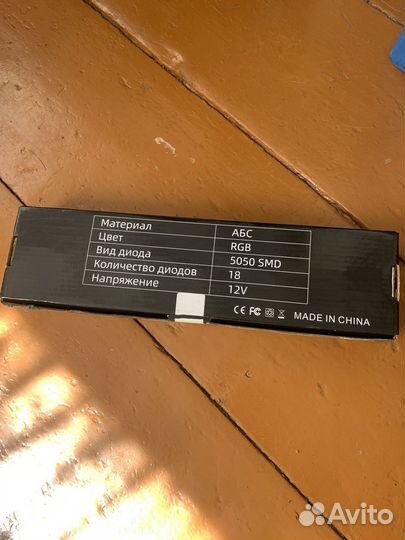 Материал АБС
Цвет RGB
Вид диода 5050 SMD
Количество диодов 18
Напряжение 12V
CE FC MADE IN CHINA
Avito